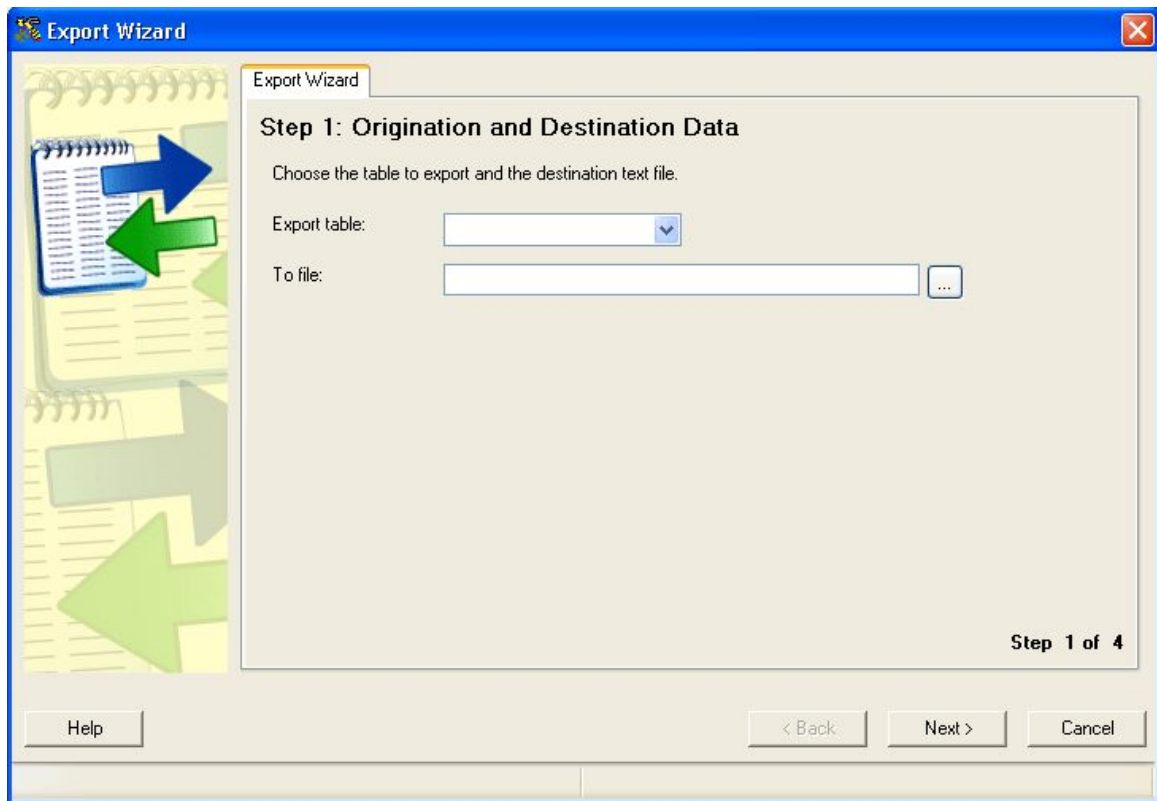 Export Wizard
Export Wizard
Step 1: Origination and Destination Data
Choose the table to export and the destination text file.
Export table:
To file:
...
Step 1 of 4
Help
< Back
Next >
Cancel